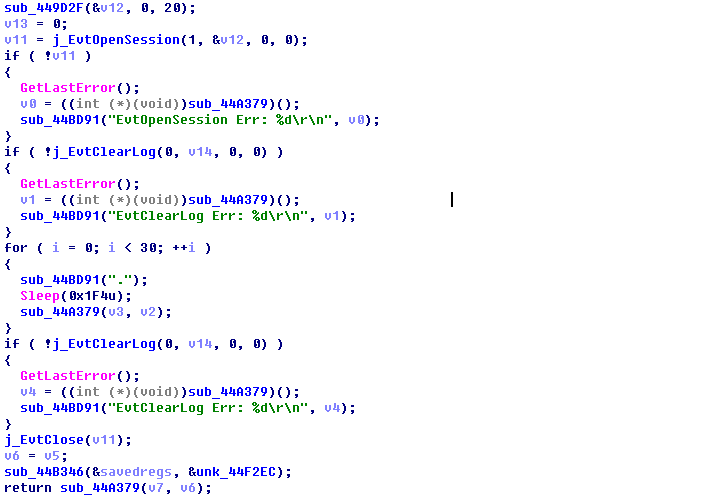 sub_449D2F(&v12, 0, 20);
v13 = 0;
v11 = j_EvtOpenSession(1, &v12, 0, 0);
if ( !v11 )
{
  GetLastError();
  v0 = ((int (*)(void))sub_44A379)();
  sub_44BD91("EvtOpenSession Err: %d\r\n", v0);
}
if ( !j_EvtClearLog(0, v14, 0, 0) )
{
  GetLastError();
  v1 = ((int (*)(void))sub_44A379)();
  sub_44BD91("EvtClearLog Err: %d\r\n", v1);
}
for ( i = 0; i < 30; ++i )
{
  sub_44BD91(".");
  Sleep(0x1F4u);
  sub_44A379(v3, v2);
}
if ( !j_EvtClearLog(0, v14, 0, 0) )
{
  GetLastError();
  v4 = ((int (*)(void))sub_44A379)();
  sub_44BD91("EvtClearLog Err: %d\r\n", v4);
}
j_EvtClose(v11);
v6 = v5;
sub_44B346(&savedregs, &unk_44F2EC);
return sub_44A379(v7, v6);